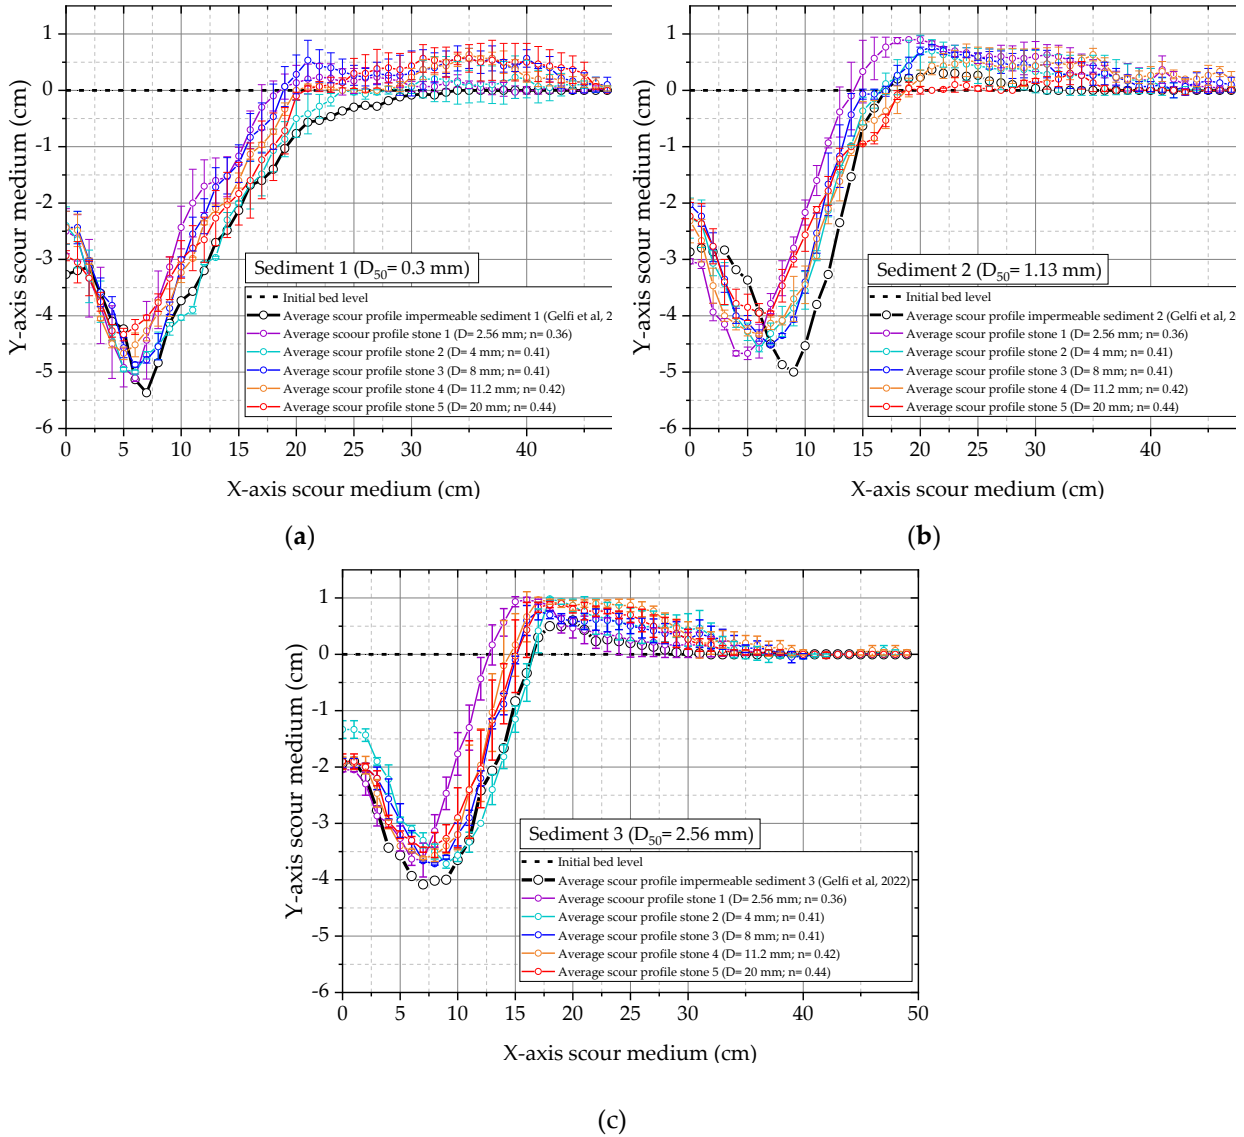 1
0
-1
-2
-3
-4
-5
-6
Y-axis scour medium (cm)
Sediment 1 (D50= 0.3 mm)
Initial bed level
Average scour profile impermeable sediment 1 (Gelfi et al, 2
Average scour profile stone 1 (D= 2.56 mm; n= 0.36)
Average scour profile stone 2 (D= 4 mm; n= 0.41)
Average scour profile stone 3 (D= 8 mm; n= 0.41)
Average scour profile stone 4 (D= 11.2 mm; n= 0.42)
Average scour profile stone 5 (D= 20 mm; n= 0.44)
0 5 10 15 20 25 30 35 40
X-axis scour medium (cm)
(a)
1
0
-1
-2
-3
-4
-5
-6
Y-axis scour medium (cm)
Sediment 2 (D50= 1.13 mm)
Initial bed level
Average scour profile impermeable sediment 2 (Gelfi et al, 2
Average scour profile stone 1 (D= 2.56 mm; n= 0.36)
Average scour profile stone 2 (D= 4 mm; n= 0.41)
Average scour profile stone 3 (D= 8 mm; n= 0.41)
Average scour profile stone 4 (D= 11.2 mm; n= 0.42)
Average scour profile stone 5 (D= 20 mm; n= 0.44)
0 5 10 15 20 25 30 40
X-axis scour medium (cm)
(b)
1
0
-1
-2
-3
-4
-5
-6
Y-axis scour medium (cm)
Sediment 3 (D50= 2.56 mm)
Initial bed level
Average scour profile impermeable sediment 3 (Gelfi et al, 2022)
Average scoour profile stone 1 (D= 2.56 mm; n= 0.36)
Average scour profile stone 2 (D= 4 mm; n= 0.41)
Average scour profile stone 3 (D= 8 mm; n= 0.41)
Average scour profile stone 4 (D= 11.2 mm; n= 0.42)
Average scour profile stone 5 (D= 20 mm; n= 0.44)
0 5 10 15 20 25 30 40 50
X-axis scour medium (cm)
(c)